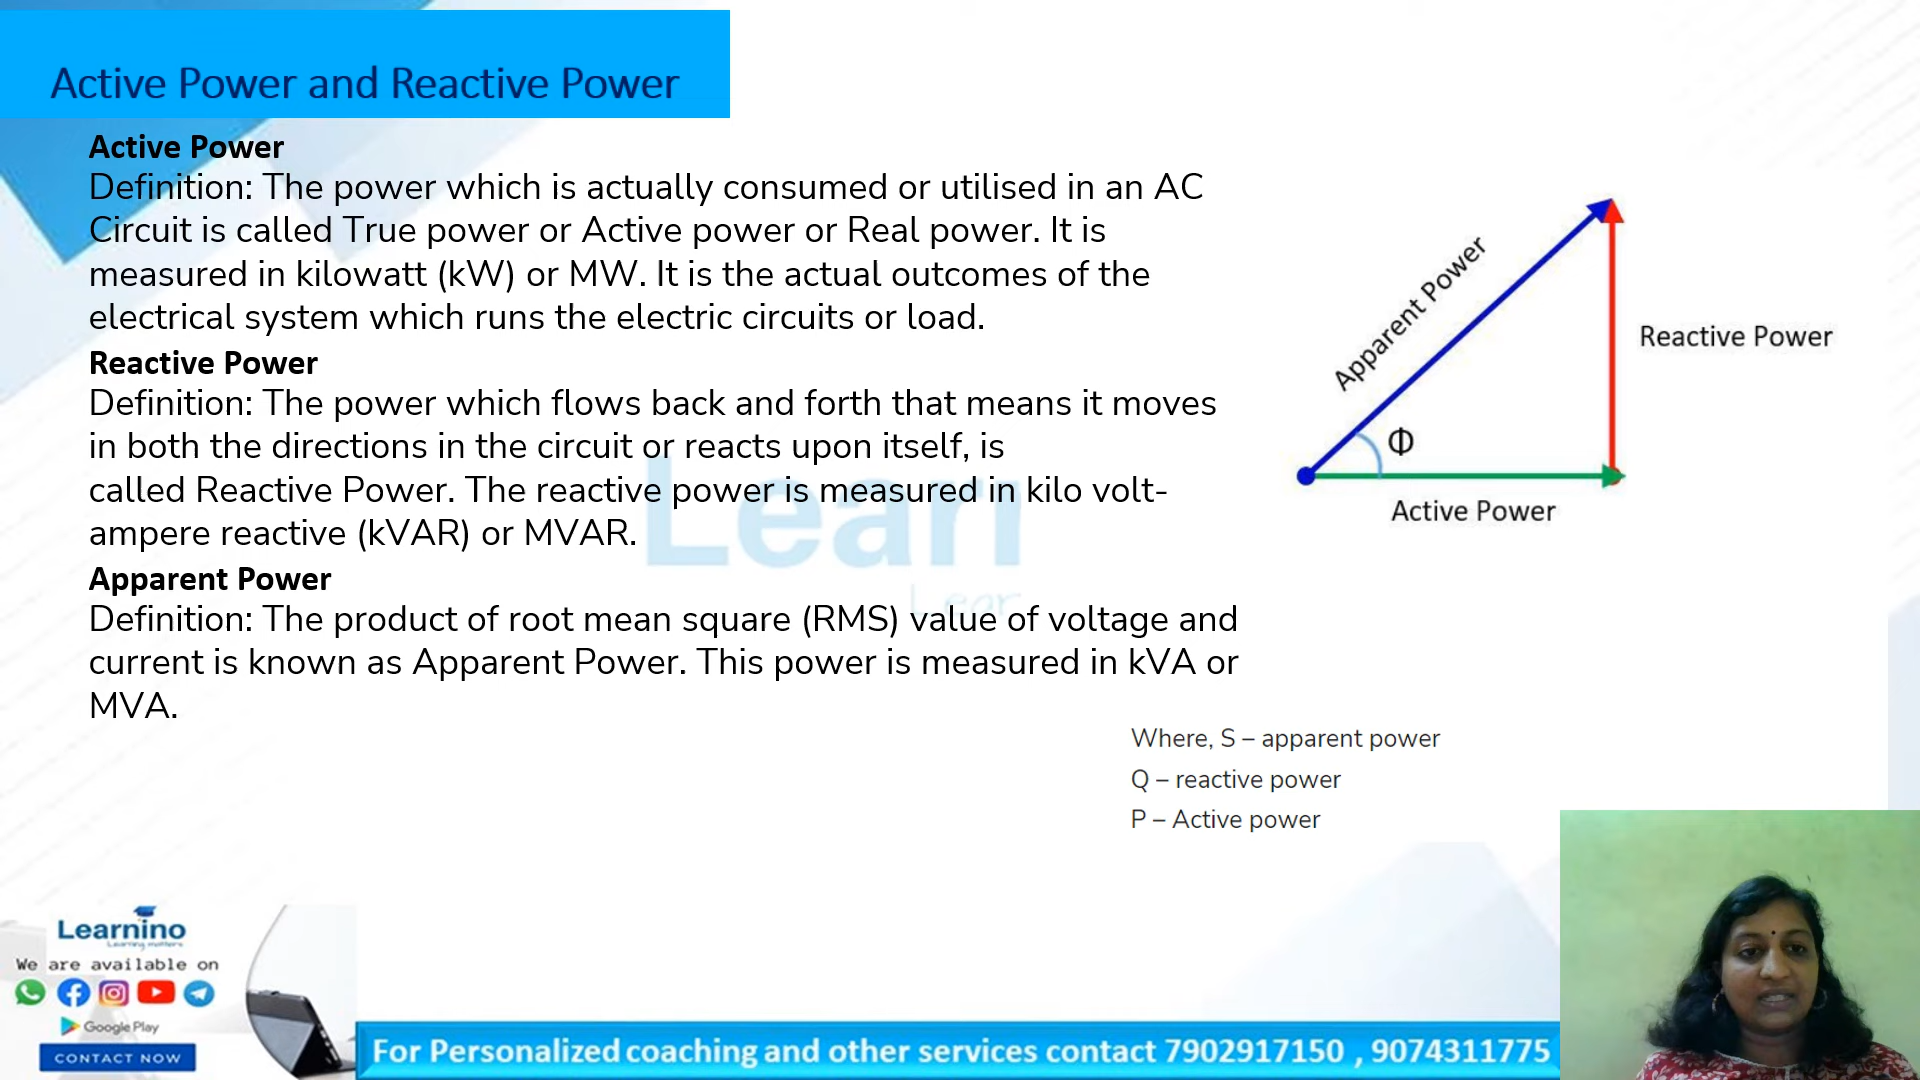 Active Power and Reactive Power
Active Power
Definition: The power which is actually consumed or utilised in an AC
Circuit is called True power or Active power or Real power. It is
measured in kilowatt (kW) or MW. It is the actual outcomes of the
electrical system which runs the electric circuits or load.
Reactive Power
Definition: The power which flows back and forth that means it moves
in both the directions in the circuit or reacts upon itself, is
called Reactive Power. The reactive power is measured in kilo volt-
ampere reactive (kVAR) or MVAR.
Apparent Power
Definition: The product of root mean square (RMS) value of voltage and
current is known as Apparent Power. This power is measured in kVA or
MVA.
Apparent Power
Reactive Power
Φ
Active Power
Where, S – apparent power
Q – reactive power
P – Active power
Learnino
Learning matters
We are available on
Google Play
CONTACT NOW
For Personalized coaching and other services contact 7902917150 , 9074311775